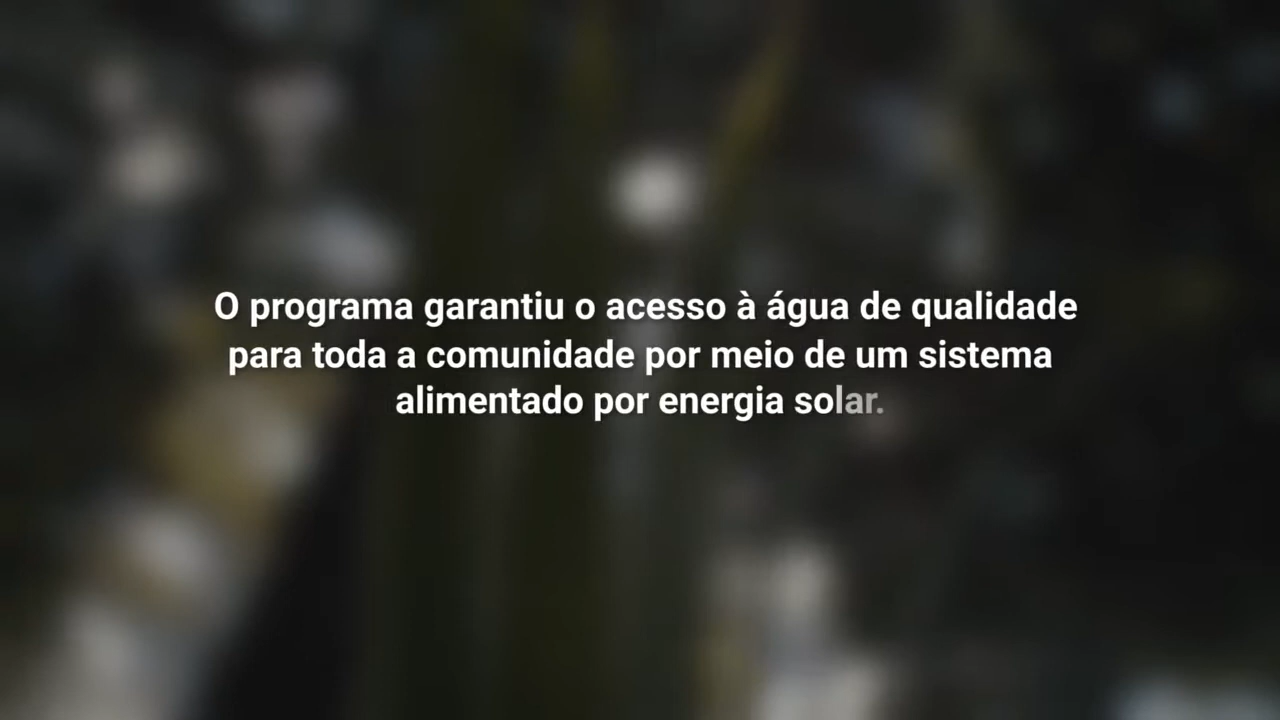 O programa garantiu o acesso à água de qualidade
para toda a comunidade por meio de um sistema
alimentado por energia solar.